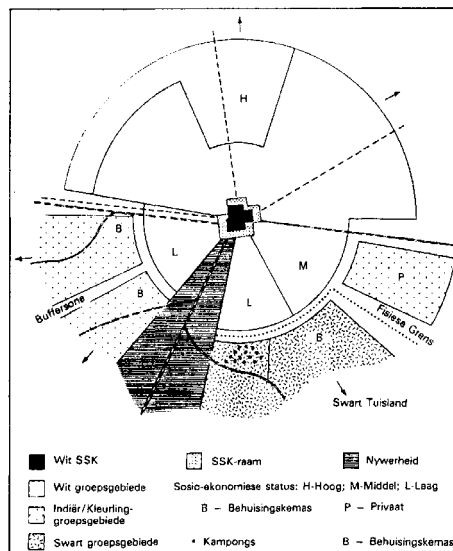 H
B
L
M
P
B
L
Buffersone
B
Fisiese Grens
Swart Tuisland
Wit SSK
SSK-raam
Nywerheid
Wit groepsgebiede
Sosio-ekonomiese status: H-Hoog; M-Middel; L-Laag
Indiër/Kleurling-
groepsgebiede
B - Behuisingskemas
P - Privaat
Swart groepsgebiede
Kampongs
B - Behuisingskemas